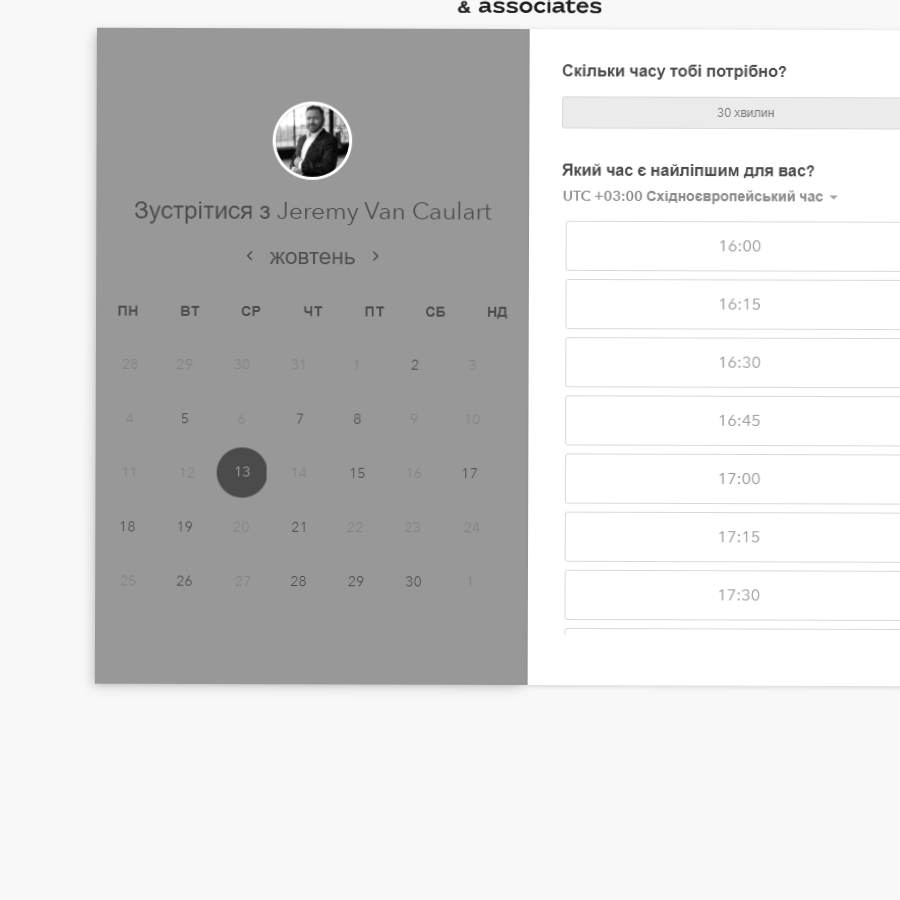 & associates
Зустрітися з Jeremy Van Caulart
жовтень
ПН ВТ СР ЧТ ПТ СБ НД
28 29 30 31 1 2 3
4 5 6 7 8 9 10
11 12 13 14 15 16 17
18 19 20 21 22 23 24
25 26 27 28 29 30 1
Скільки часу тобі потрібно?
30 хвилин
Який час є найліпшим для вас?
UTC +03:00 Східноєвропейський час
16:00
16:15
16:30
16:45
17:00
17:15
17:30